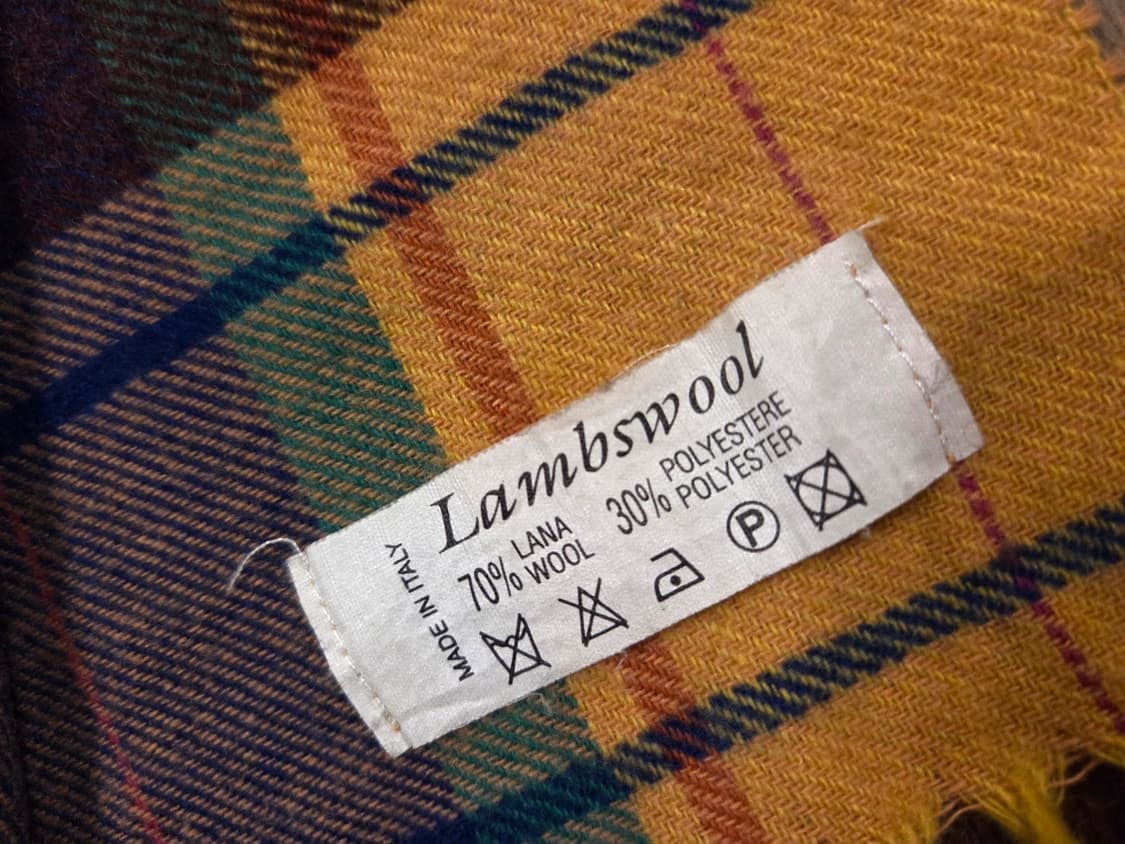 Lambswool
MADE IN ITALY
70% LANA
WOOL
30% POLYESTERE
POLYESTER
P